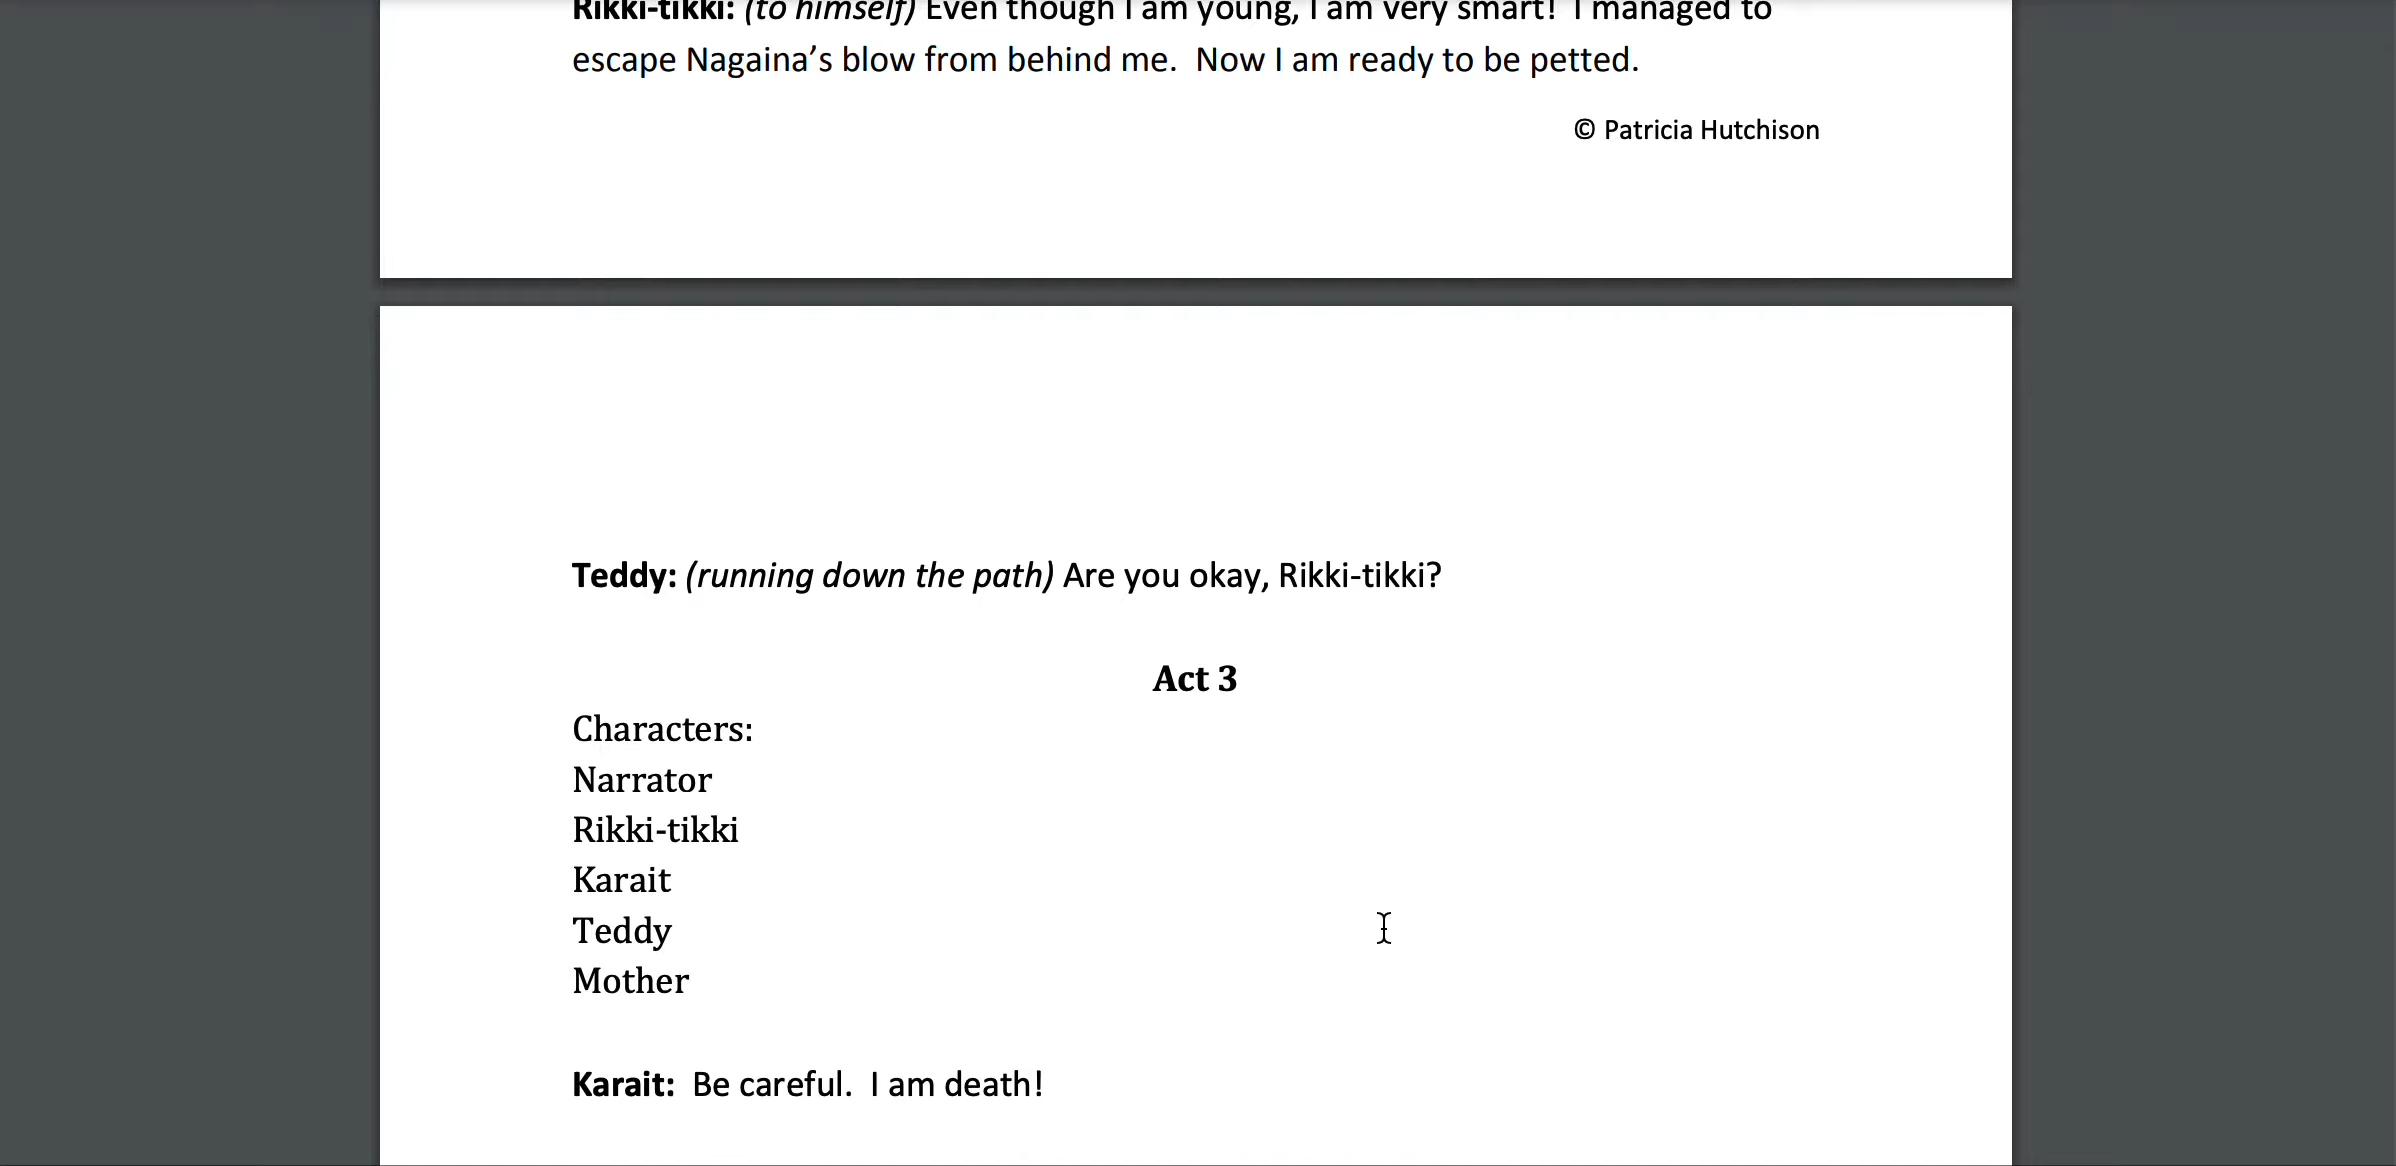 Rikki-tikki: (to himself) Even though I am young, I am very smart!  I managed to
escape Nagaina’s blow from behind me.  Now I am ready to be petted.
© Patricia Hutchison
Teddy: (running down the path) Are you okay, Rikki-tikki?
Act 3
Characters:
Narrator
Rikki-tikki
Karait
Teddy
Mother
Karait:  Be careful.  I am death!